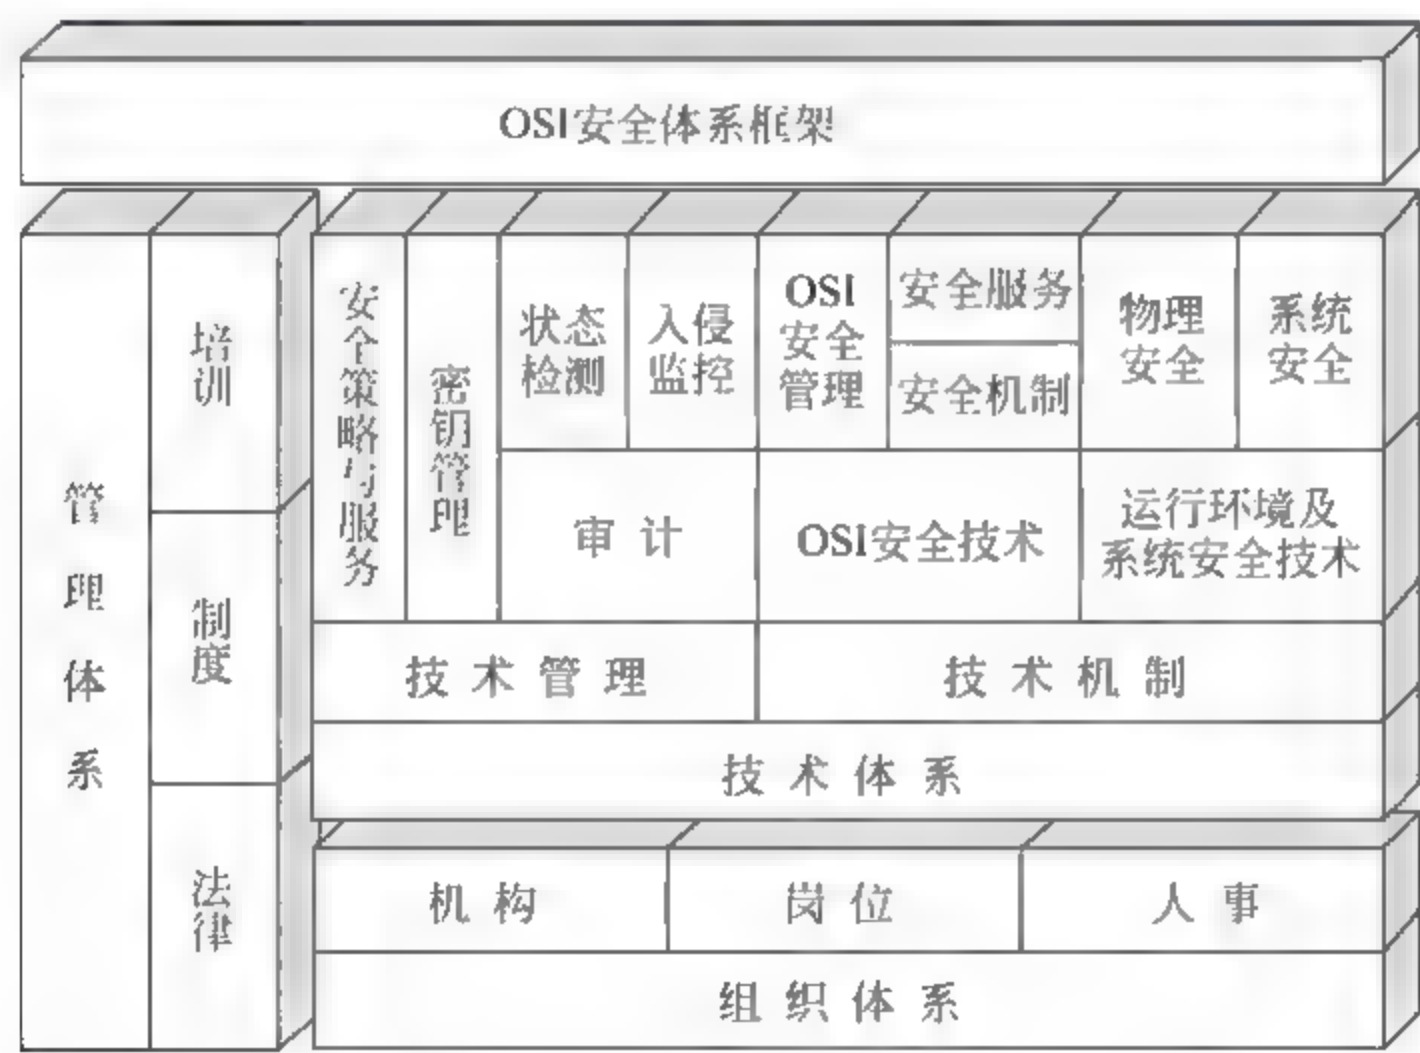 OSI安全体系框架
管理体系
培训
制度
法律
安全策略与服务
密钥管理
状态
检测
入侵
监控
OSI
安全
管理
安全服务
安全机制
物理
安全
系统
安全
审计
OSI安全技术
运行环境及
系统安全技术
技术管理
技术机制
技术体系
机构
岗位
人事
组织体系